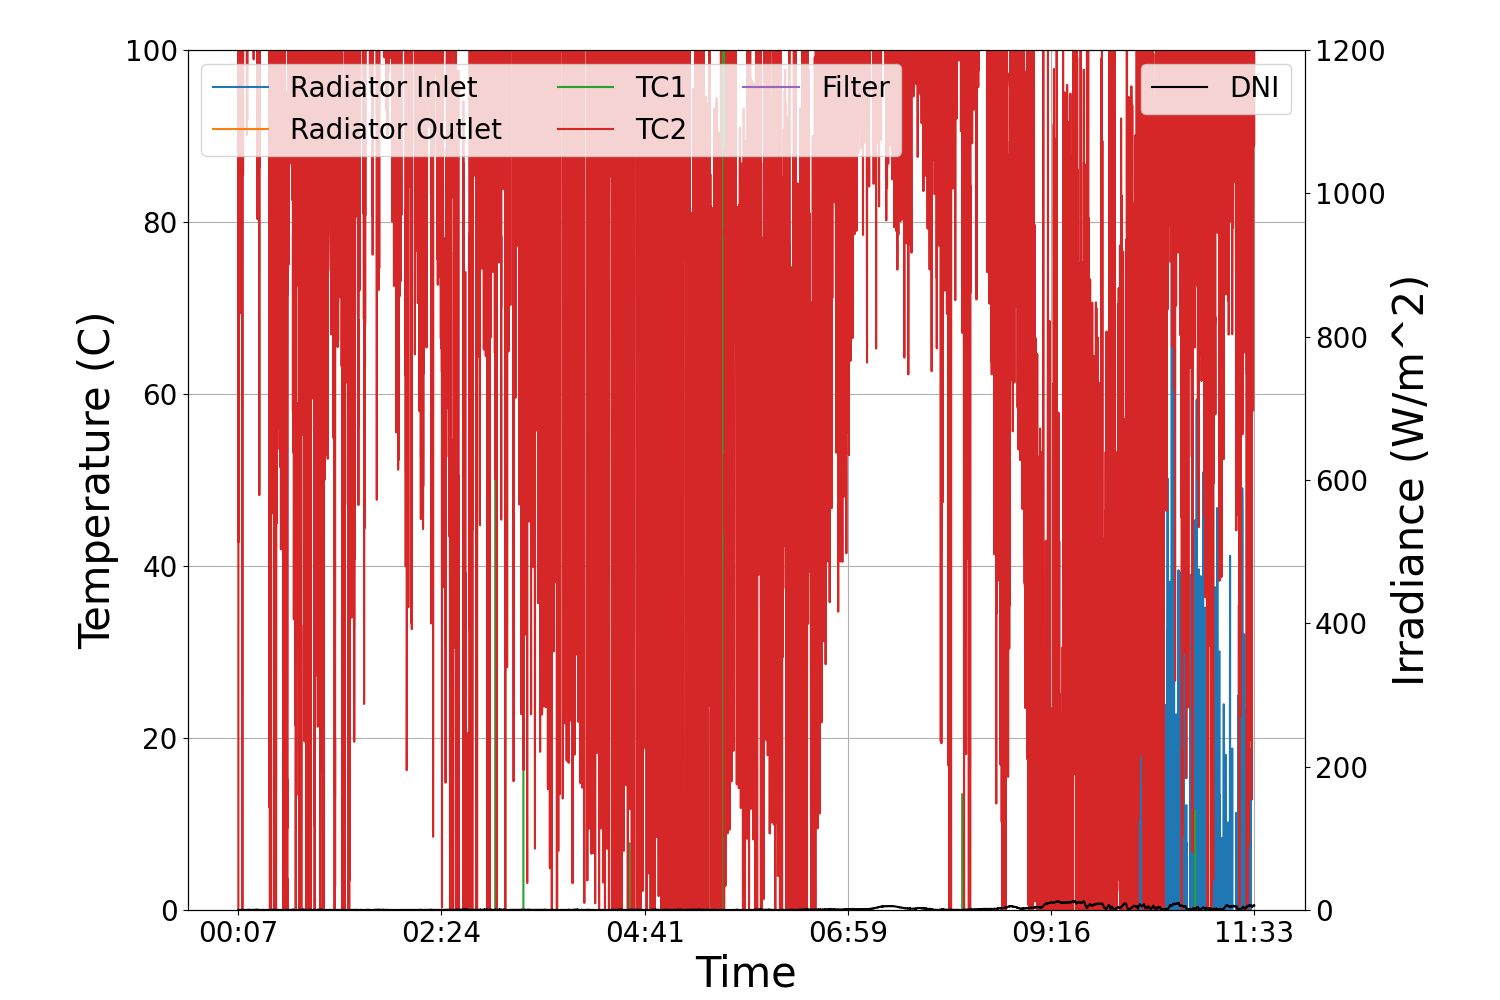 Radiator Inlet
Radiator Outlet
TC1
TC2
Filter
DNI
Temperature (C)
100
80
60
40
20
0
Irradiance (W/m^2)
1200
1000
800
600
400
200
0
00:07 02:24 04:41 06:59 09:16 11:33
Time